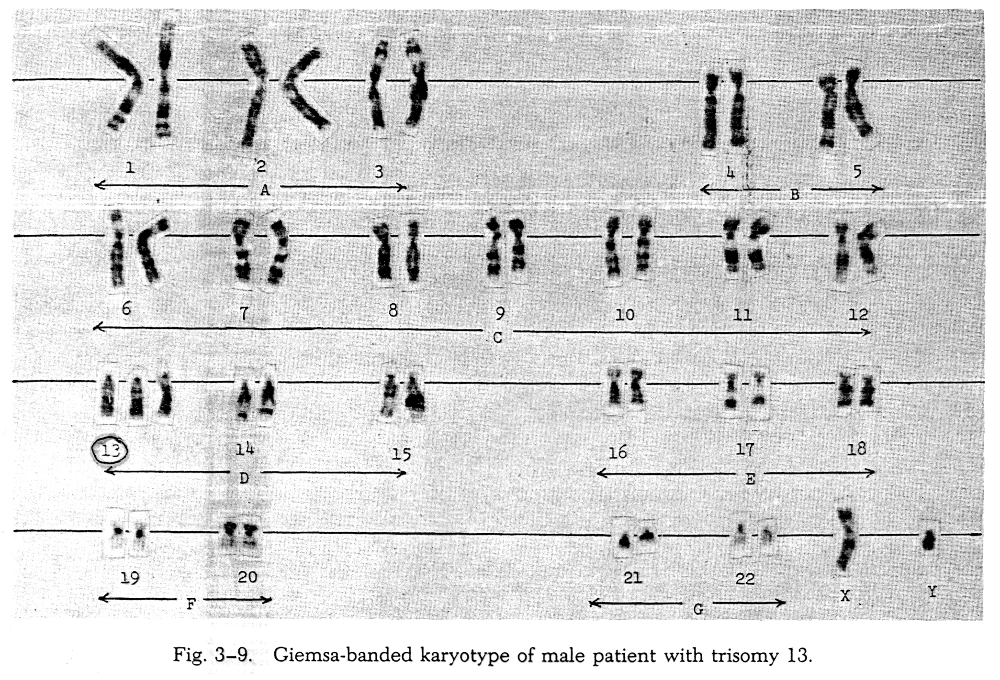 1 2 3 4 5
A B
6 7 8 9 10 11 12
C
13 14 15 16 17 18
D E
19 20 21 22 X Y
F G
Fig. 3–9. Giemsa-banded karyotype of male patient with trisomy 13.